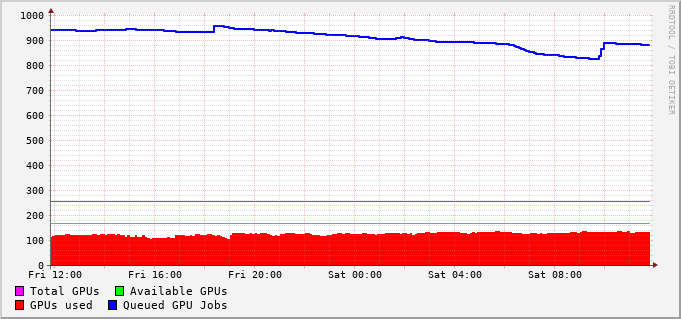 1000
900
800
700
600
500
400
300
200
100
0
Fri 12:00 Fri 16:00 Fri 20:00 Sat 00:00 Sat 04:00 Sat 08:00
Total GPUs Available GPUs
GPUs used Queued GPU Jobs
RRDTOOL / TOBI OETIKER